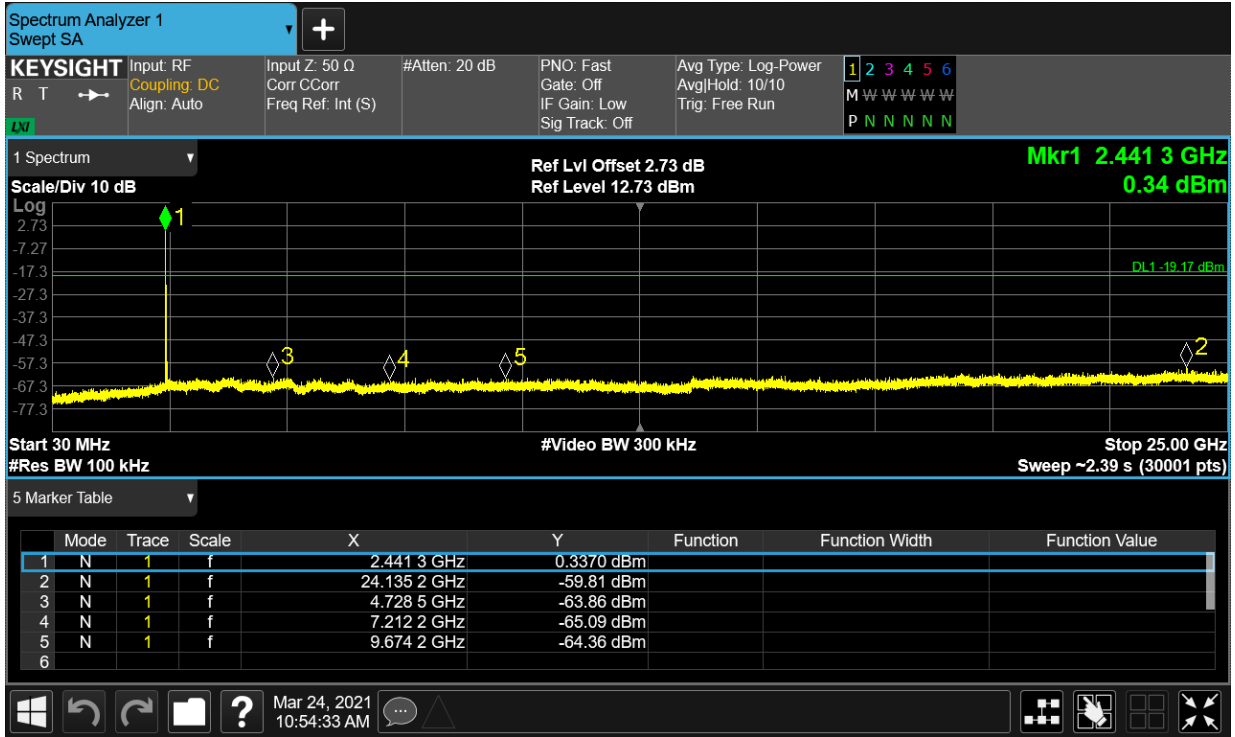 Spectrum Analyzer 1
Swept SA
KEYSIGHT
R T
LXI
Input: RF
Coupling: DC
Align: Auto
Input Z: 50 Ω
Corr CCorr
Freq Ref: Int (S)
#Atten: 20 dB
PNO: Fast
Gate: Off
IF Gain: Low
Sig Track: Off
Avg Type: Log-Power
Avg|Hold: 10/10
Trig: Free Run
1 2 3 4 5 6
M W W W W W
P N N N N N
1 Spectrum
Scale/Div 10 dB
Ref Lvl Offset 2.73 dB
Ref Level 12.73 dBm
Mkr1 2.441 3 GHz
0.34 dBm
Log
2.73
-7.27
-17.3
-27.3
-37.3
-47.3
-57.3
-67.3
-77.3
1
DL1 -19.17 dBm
3
4
5
2
Start 30 MHz
#Video BW 300 kHz
Stop 25.00 GHz
#Res BW 100 kHz
Sweep ~2.39 s (30001 pts)
5 Marker Table
Mode Trace Scale X Y Function Function Width Function Value
1 N 1 f 2.441 3 GHz 0.3370 dBm
2 N 1 f 24.135 2 GHz -59.81 dBm
3 N 1 f 4.728 5 GHz -63.86 dBm
4 N 1 f 7.212 2 GHz -65.09 dBm
5 N 1 f 9.674 2 GHz -64.36 dBm
6
?
Mar 24, 2021
10:54:33 AM